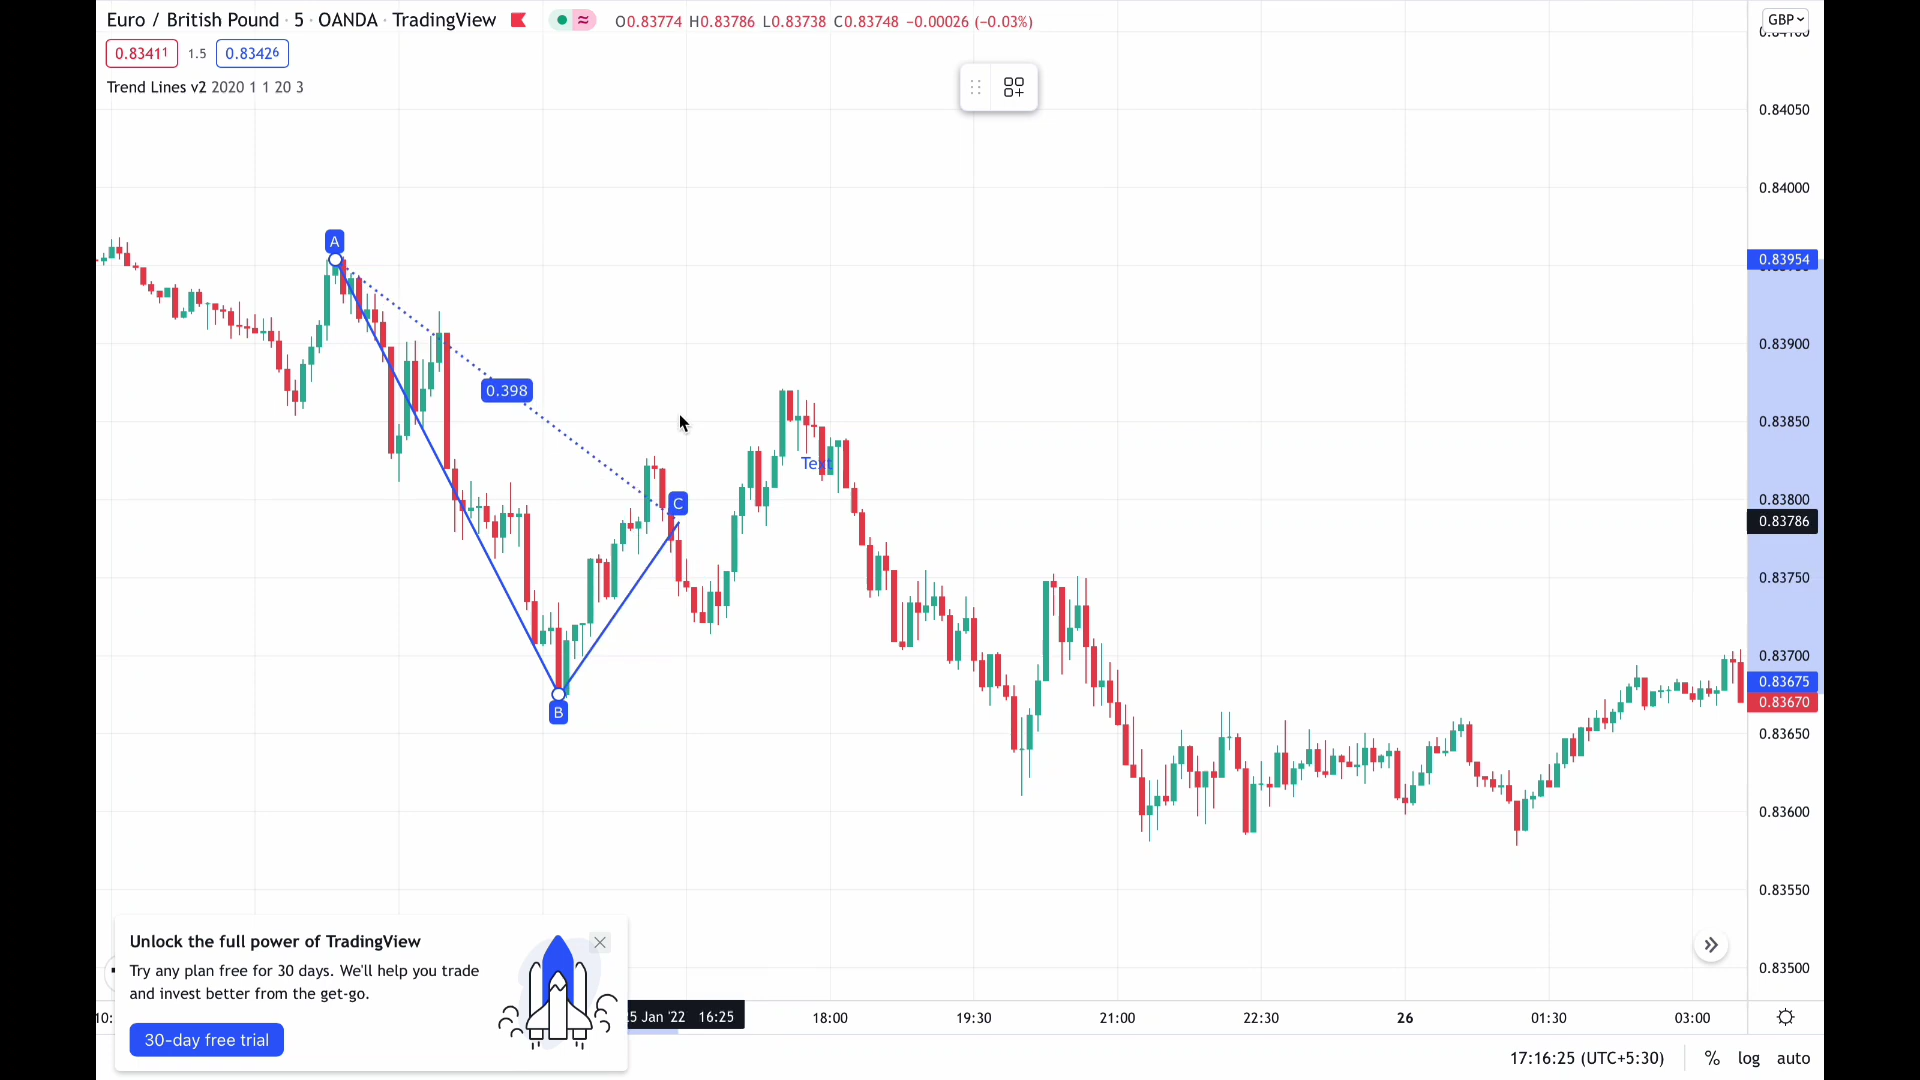 Euro / British Pound · 5 · OANDA · TradingView
O0.83774 H0.83786 L0.83738 C0.83748 −0.00026 (−0.03%)
GBP
0.83411 1.5 0.83426
Trend Lines v2 2020 1 1 20 3
0.84050
0.84000
A
0.83954
0.83900
0.398
0.83850
Text
0.83800
C
0.83786
0.83750
0.83700
0.83675
0.83670
B
0.83650
0.83600
0.83550
0.83500
Unlock the full power of TradingView
Try any plan free for 30 days. We'll help you trade
and invest better from the get-go.
30-day free trial
10: 5 Jan '22 16:25 18:00 19:30 21:00 22:30 26 01:30 03:00
17:16:25 (UTC+5:30) % log auto